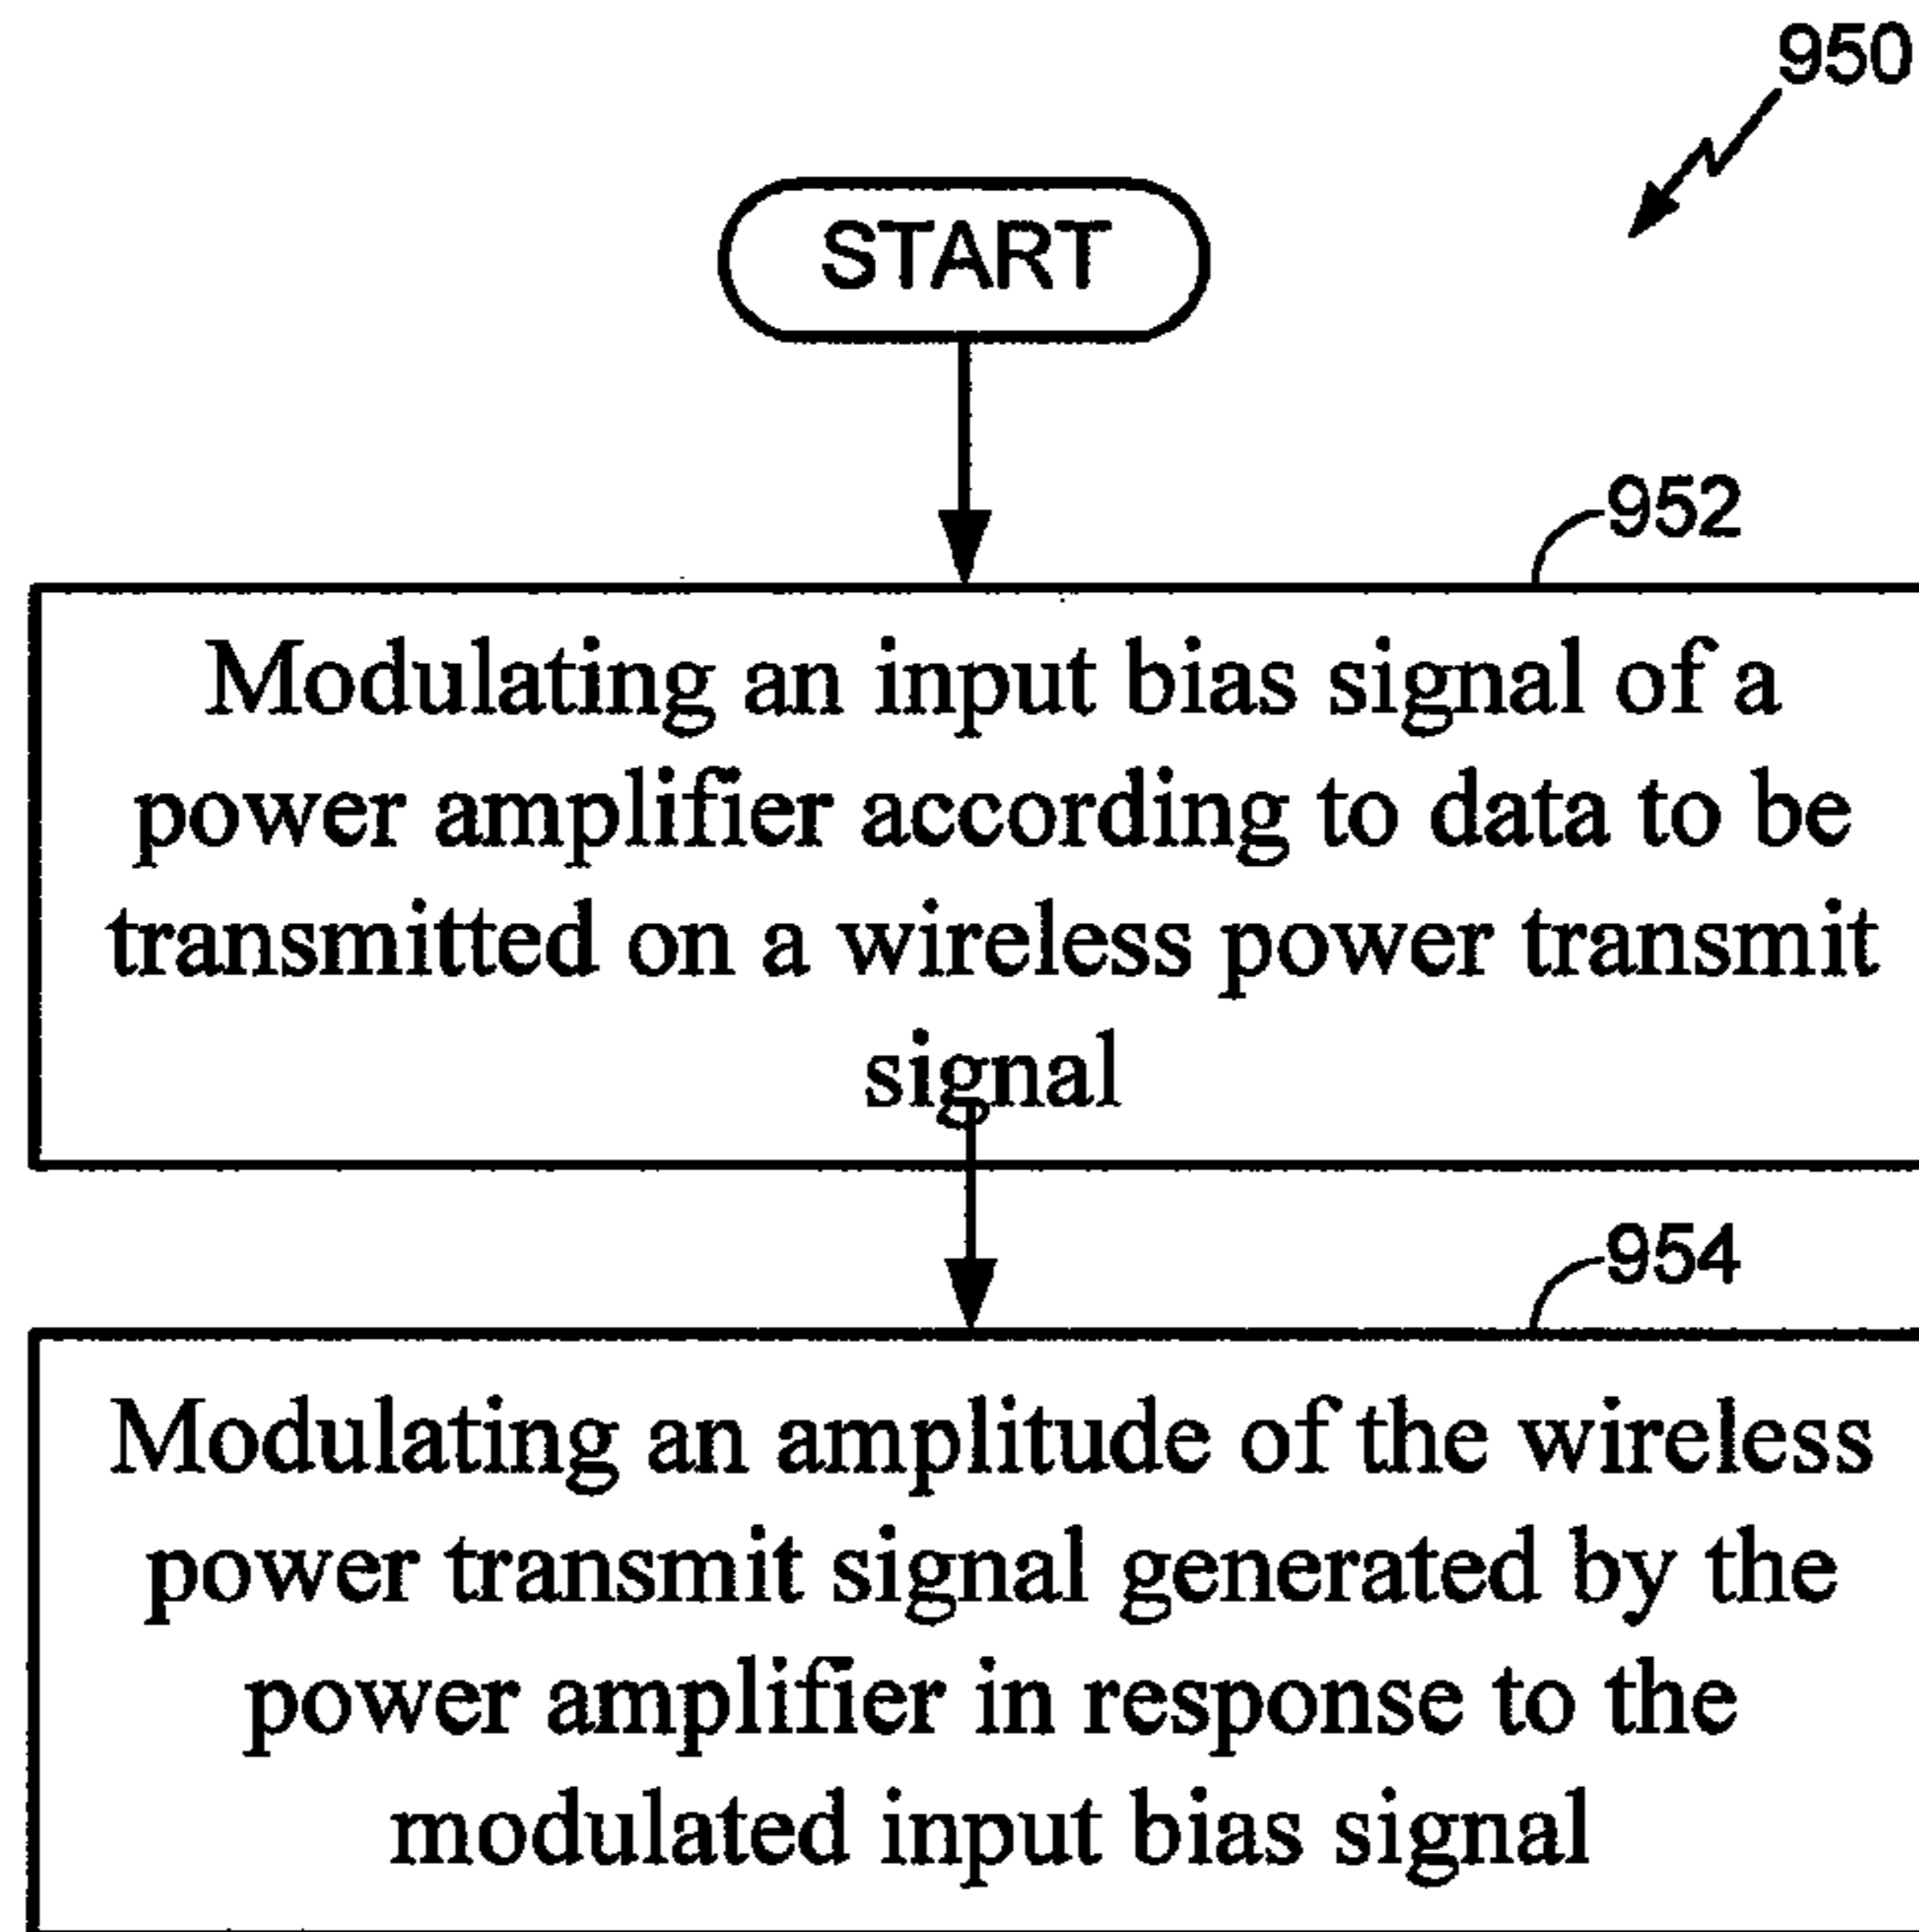 950
START
952
Modulating an input bias signal of a
power amplifier according to data to be
transmitted on a wireless power transmit
signal
954
Modulating an amplitude of the wireless
power transmit signal generated by the
power amplifier in response to the
modulated input bias signal